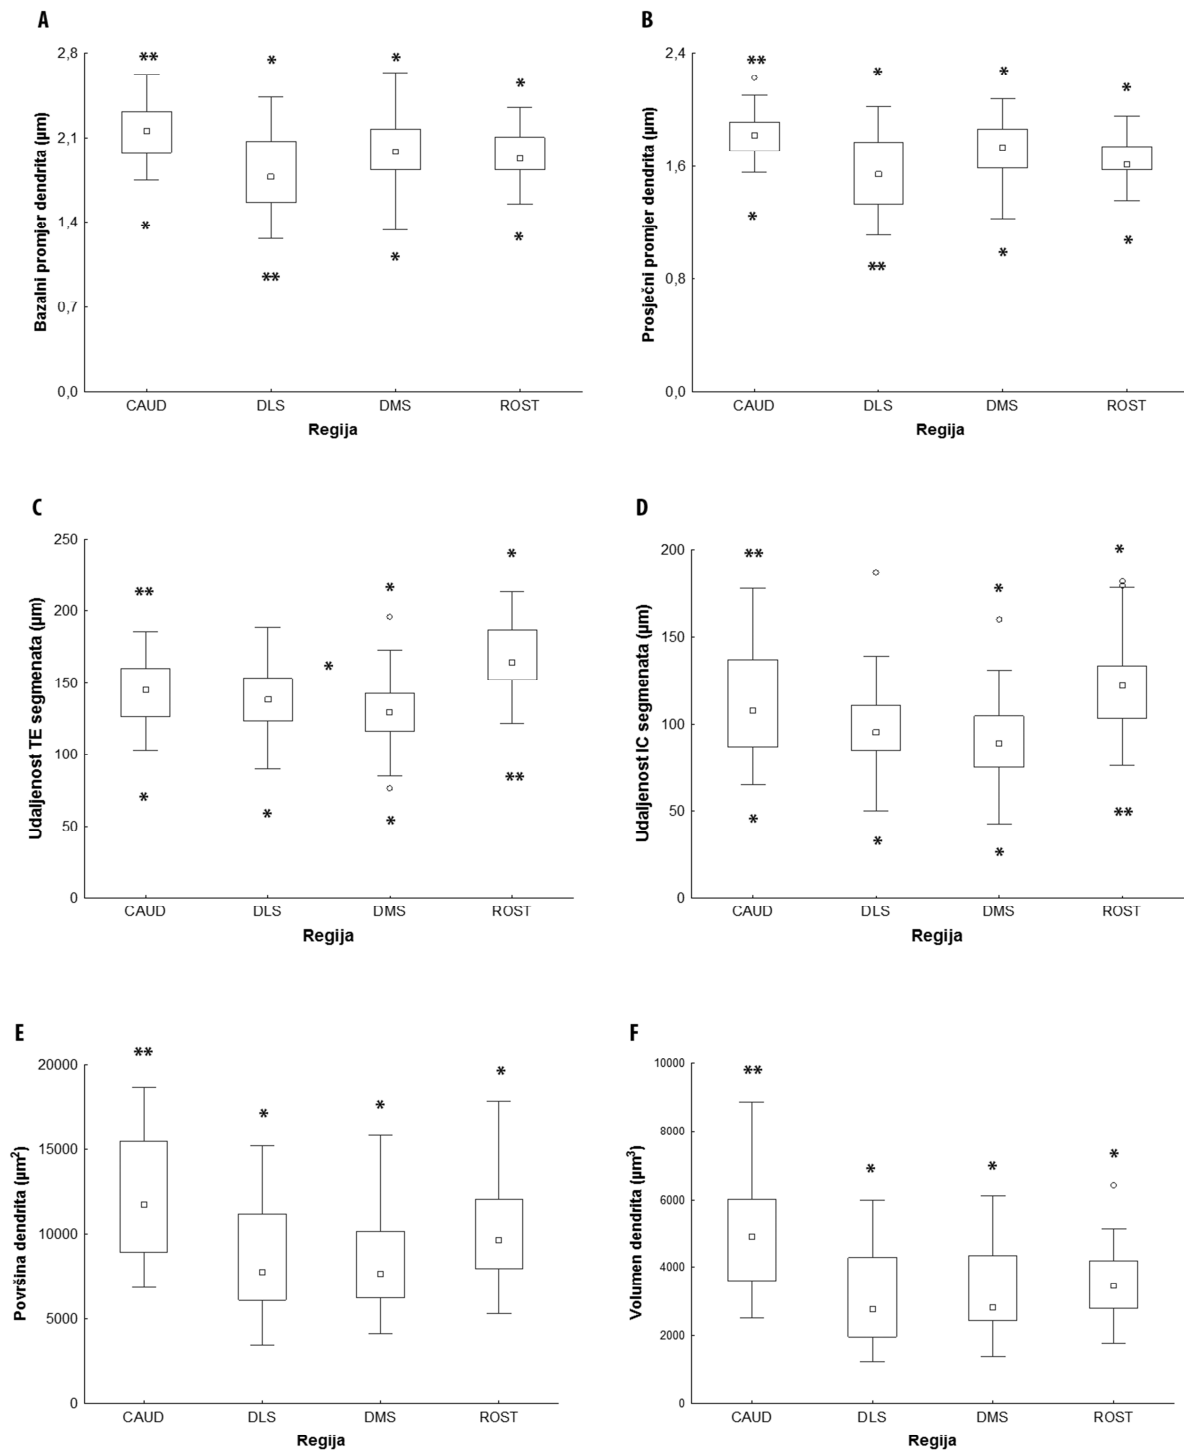 A
Bazalni promjer dendrita (µm)
2,8
2,1
1,4
0,7
0,0
** * * *
* ** * *
CAUD DLS DMS ROST
Regija
B
Prosječni promjer dendrita (µm)
2,4
1,6
0,8
0,0
** * * *
* ** * *
CAUD DLS DMS ROST
Regija
C
Udaljenost TE segmenata (µm)
250
200
150
100
50
0
** * *
*
* * * **
CAUD DLS DMS ROST
Regija
D
Udaljenost IC segmenata (µm)
200
150
100
50
0
** * *
* * * **
CAUD DLS DMS ROST
Regija
E
Površina dendrita (µm²)
20000
15000
10000
5000
0
** * * *
CAUD DLS DMS ROST
Regija
F
Volumen dendrita (µm³)
10000
8000
6000
4000
2000
0
** * * *
CAUD DLS DMS ROST
Regija